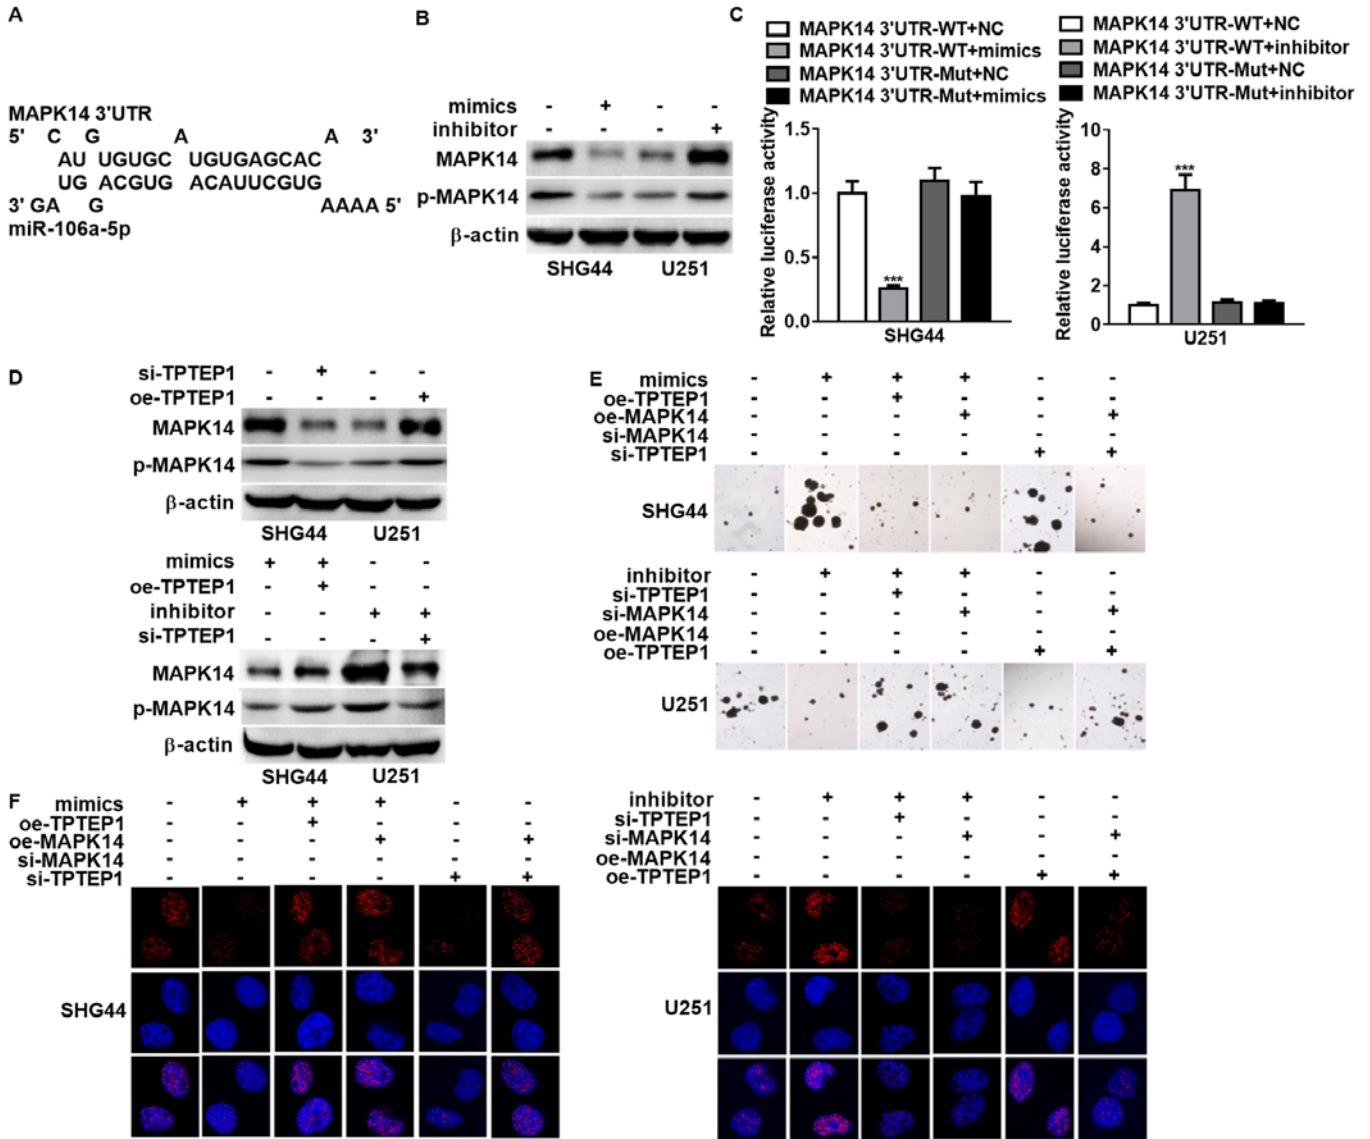 A
MAPK14 3'UTR
5' C G A A 3'
AU UGUGC UGUGAGCAC
UG ACGUG ACAUUCGUG
3' GA G AAAA 5'
miR-106a-5p
B
mimics - + - -
inhibitor - - - +
MAPK14
p-MAPK14
β-actin
SHG44 U251
C
MAPK14 3'UTR-WT+NC
MAPK14 3'UTR-WT+mimics
MAPK14 3'UTR-Mut+NC
MAPK14 3'UTR-Mut+mimics
Relative luciferase activity
1.5
1.0
0.5
0.0
***
SHG44
MAPK14 3'UTR-WT+NC
MAPK14 3'UTR-WT+inhibitor
MAPK14 3'UTR-Mut+NC
MAPK14 3'UTR-Mut+inhibitor
Relative luciferase activity
10
8
6
4
2
0
***
U251
D
si-TPTEP1 - + - -
oe-TPTEP1 - - - +
MAPK14
p-MAPK14
β-actin
SHG44 U251
mimics + + - -
oe-TPTEP1 - + - -
inhibitor - - + +
si-TPTEP1 - - - +
MAPK14
p-MAPK14
β-actin
SHG44 U251
E
mimics - + + + - -
oe-TPTEP1 - - + - - -
oe-MAPK14 - - - + - +
si-MAPK14 - - - - - -
si-TPTEP1 - - - - + +
SHG44
inhibitor - + + + - -
si-TPTEP1 - - + - - -
si-MAPK14 - - - + - +
oe-MAPK14 - - - - - -
oe-TPTEP1 - - - - + +
U251
F
mimics - + + + - -
oe-TPTEP1 - - + - - -
oe-MAPK14 - - - + - +
si-MAPK14 - - - - - -
si-TPTEP1 - - - - + +
SHG44
inhibitor - + + + - -
si-TPTEP1 - - + - - -
si-MAPK14 - - - + - +
oe-MAPK14 - - - - - -
oe-TPTEP1 - - - - + +
U251